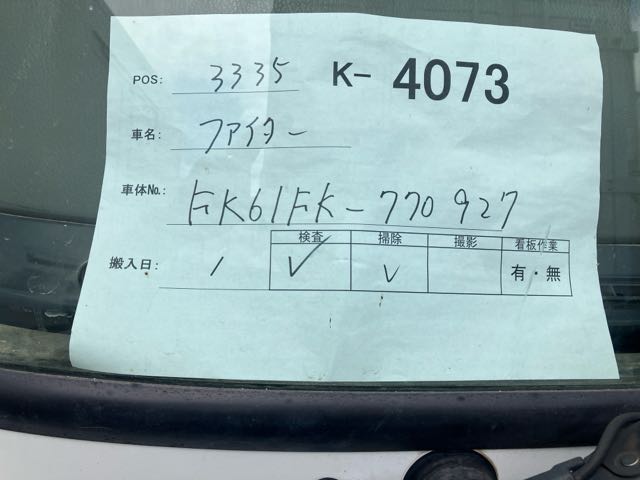 POS: 3335 K-4073
車名: ファイター
車体No.: FK61FK-770927
検査 掃除 撮影 看板作業
搬入日: / ✓ ✓ 有・無